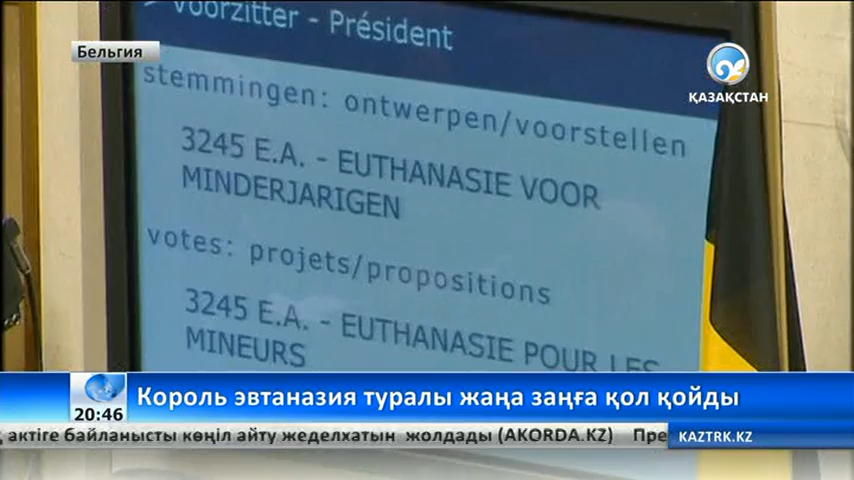 > Voorzitter - Président
Бельгия
ҚАЗАҚСТАН
stemmingen: ontwerpen/voorstellen
3245 E.A. - EUTHANASIE VOOR
MINDERJARIGEN
votes: projets/propositions
3245 E.A. - EUTHANASIE POUR LES
MINEURS
20:46
Король эвтаназия туралы жаңа заңға қол қойды
актіге байланысты көңіл айту жеделхатын жолдады (AKORDA.KZ)
KAZTRK.KZ